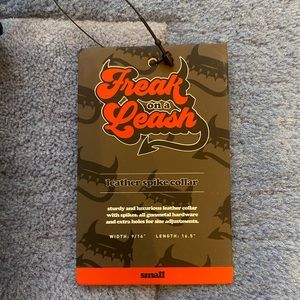 Freak
on a
Leash
leather spike collar
sturdy and luxurious leather collar
with spikes. all gunmetal hardware
and extra holes for size adjustments.
WIDTH: 9/16" LENGTH: 16.5"
small